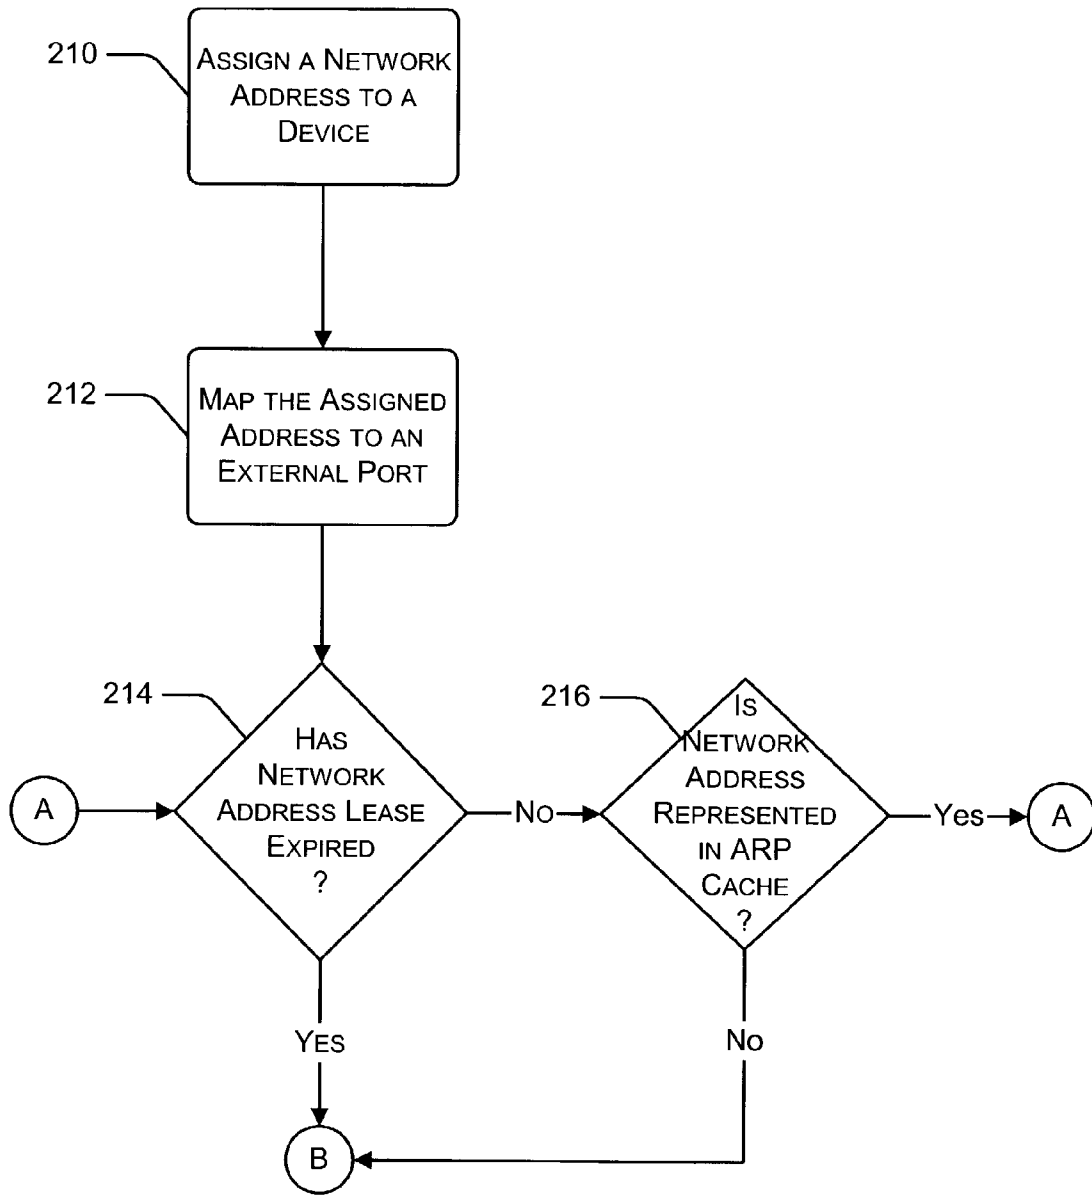 210
ASSIGN A NETWORK
ADDRESS TO A
DEVICE
212
MAP THE ASSIGNED
ADDRESS TO AN
EXTERNAL PORT
214
HAS
NETWORK
ADDRESS LEASE
EXPIRED
?
216
IS
NETWORK
ADDRESS
REPRESENTED
IN ARP
CACHE
?
A
No
Yes
A
YES
No
B